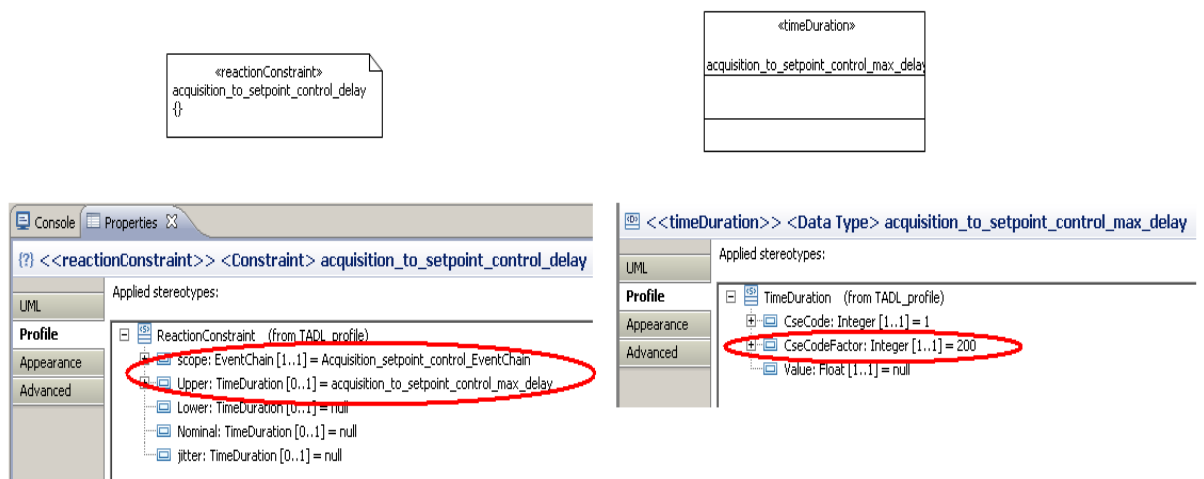 «reactionConstraint»
acquisition_to_setpoint_control_delay
{}
«timeDuration»
acquisition_to_setpoint_control_max_delay
Console Properties
{?} <<reactionConstraint>> <Constraint> acquisition_to_setpoint_control_delay
UML
Profile
Appearance
Advanced
Applied stereotypes:
ReactionConstraint (from TADL_profile)
scope: EventChain [1..1] = Acquisition_setpoint_control_EventChain
Upper: TimeDuration [0..1] = acquisition_to_setpoint_control_max_delay
Lower: TimeDuration [0..1] = null
Nominal: TimeDuration [0..1] = null
jitter: TimeDuration [0..1] = null
<<timeDuration>> <Data Type> acquisition_to_setpoint_control_max_delay
UML
Profile
Appearance
Advanced
Applied stereotypes:
TimeDuration (from TADL_profile)
CseCode: Integer [1..1] = 1
CseCodeFactor: Integer [1..1] = 200
Value: Float [1..1] = null